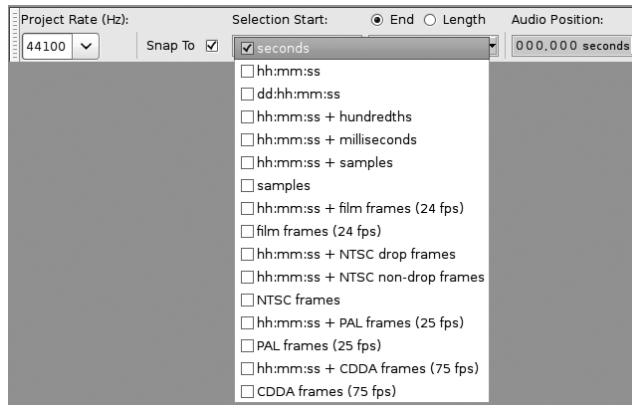 Project Rate (Hz): Selection Start: End Length Audio Position:
44100 Snap To 000,000 seconds
seconds
hh:mm:ss
dd:hh:mm:ss
hh:mm:ss + hundredths
hh:mm:ss + milliseconds
hh:mm:ss + samples
samples
hh:mm:ss + film frames (24 fps)
film frames (24 fps)
hh:mm:ss + NTSC drop frames
hh:mm:ss + NTSC non-drop frames
NTSC frames
hh:mm:ss + PAL frames (25 fps)
PAL frames (25 fps)
hh:mm:ss + CDDA frames (75 fps)
CDDA frames (75 fps)